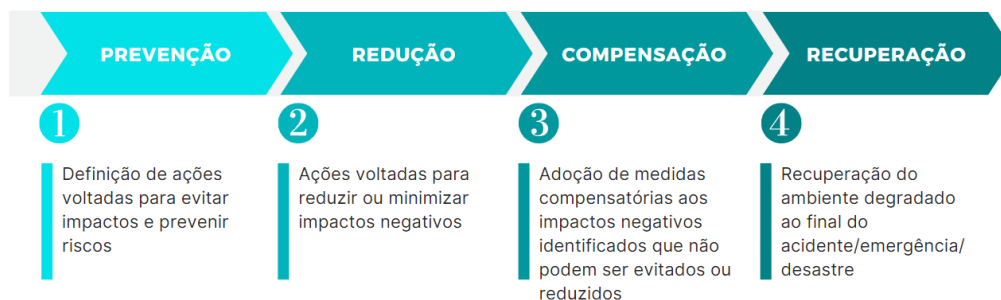 PREVENÇÃO
REDUÇÃO
COMPENSAÇÃO
RECUPERAÇÃO
1
Definição de ações
voltadas para evitar
impactos e prevenir
riscos
2
Ações voltadas para
reduzir ou minimizar
impactos negativos
3
Adoção de medidas
compensatórias aos
impactos negativos
identificados que não
podem ser evitados ou
reduzidos
4
Recuperação do
ambiente degradado
ao final do
acidente/emergência/
desastre